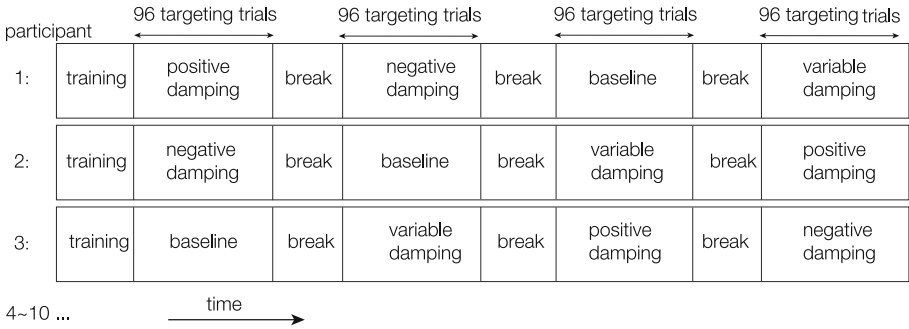 96 targeting trials 96 targeting trials 96 targeting trials 96 targeting trials
participant
1: training positive damping break negative damping break baseline break variable damping
2: training negative damping break baseline break variable damping break positive damping
3: training baseline break variable damping break positive damping break negative damping
4~10 ... time